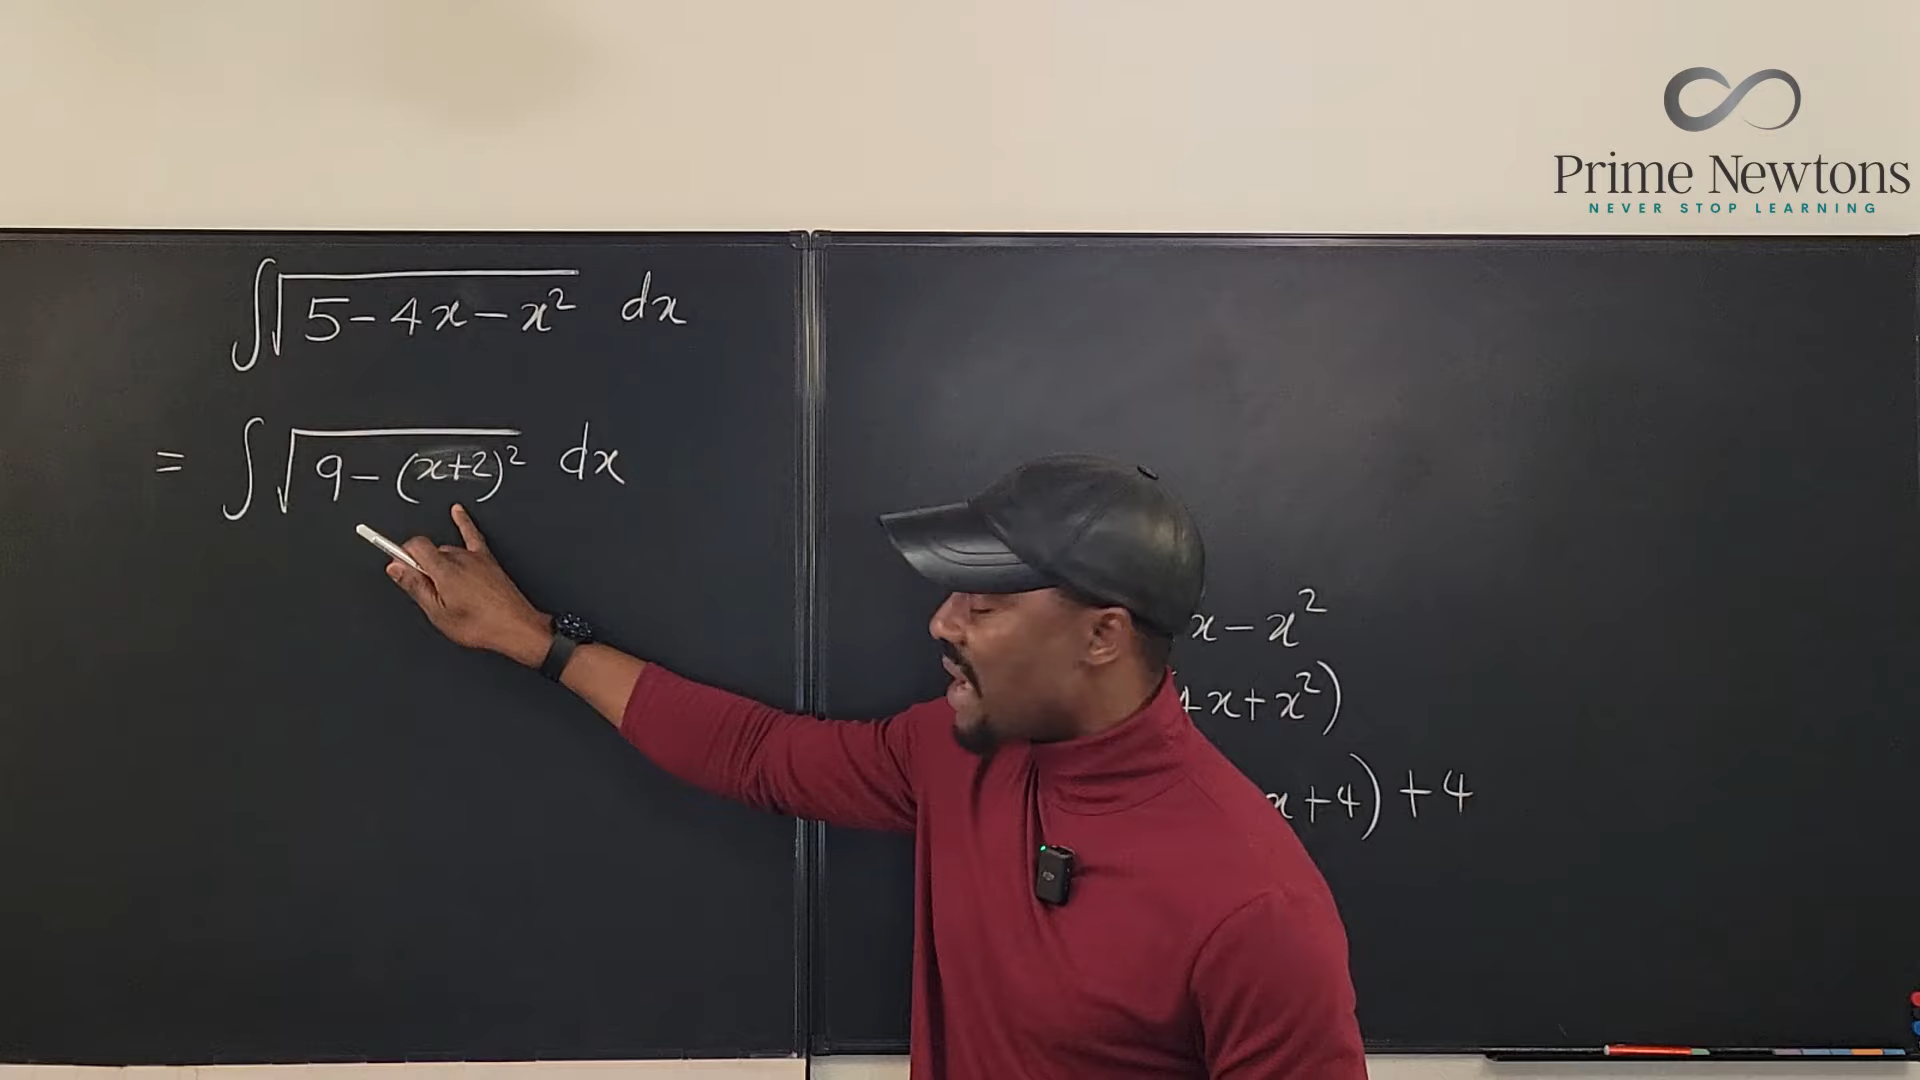 Prime Newtons
NEVER STOP LEARNING
∫√(5-4x-x²) dx
= ∫√(9-(x+2)²) dx
x-x²
4x+x²)
x+4)+4